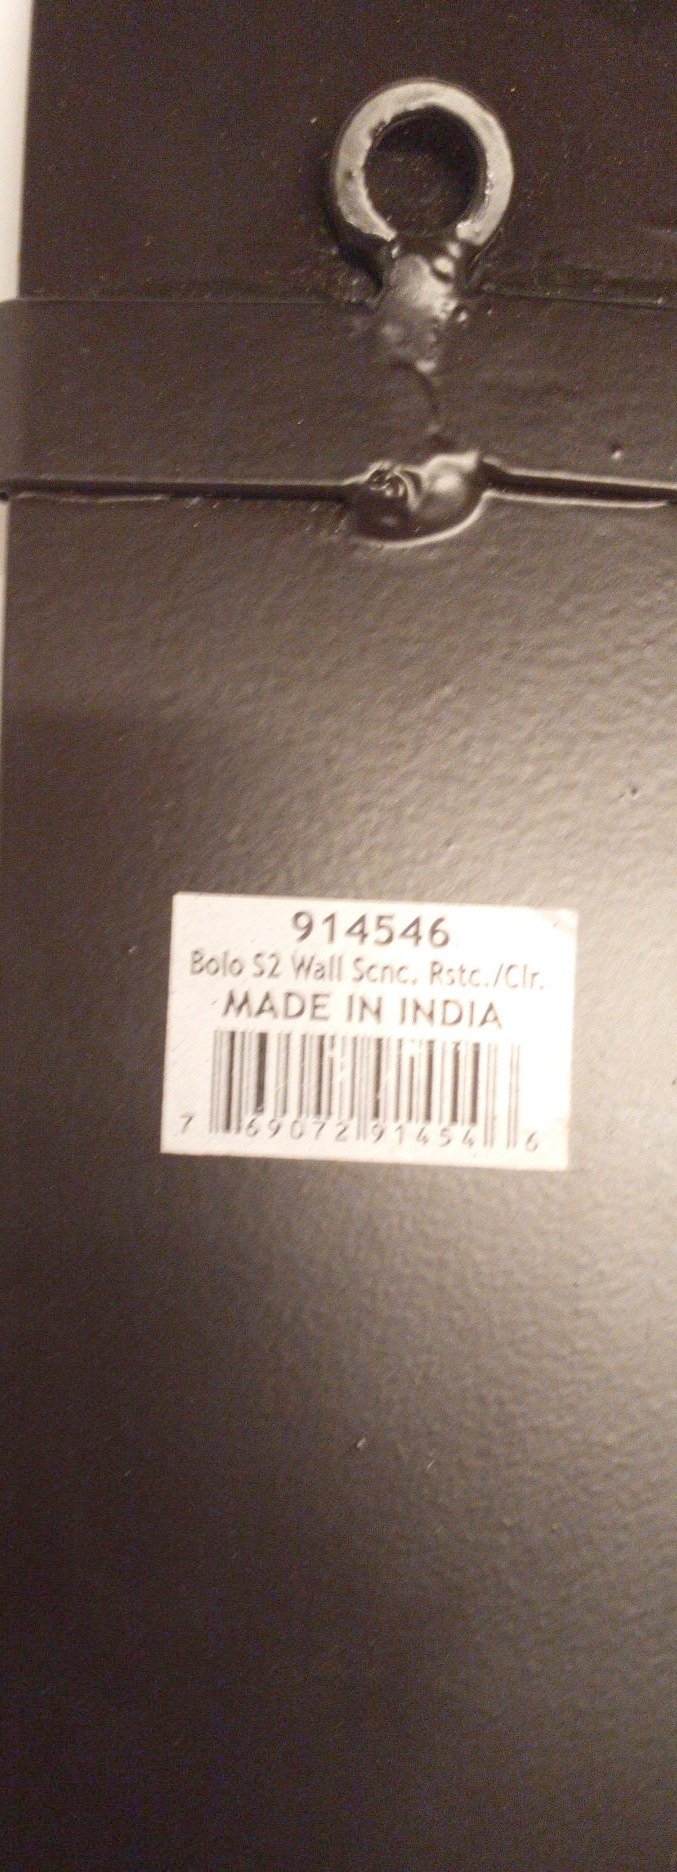 914546
Bolo S2 Wall Scnc. Rstc./Clr.
MADE IN INDIA
7 69072 91454 6